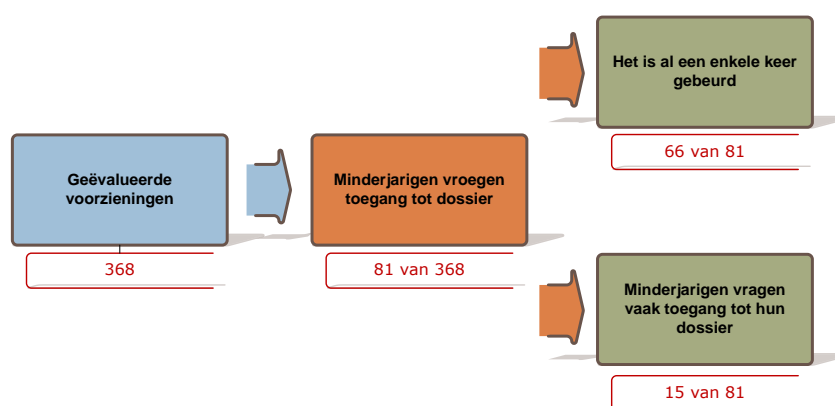 Geëvalueerde
voorzieningen
368
Minderjarigen vroegen
toegang tot dossier
81 van 368
Het is al een enkele keer
gebeurd
66 van 81
Minderjarigen vragen
vaak toegang tot hun
dossier
15 van 81